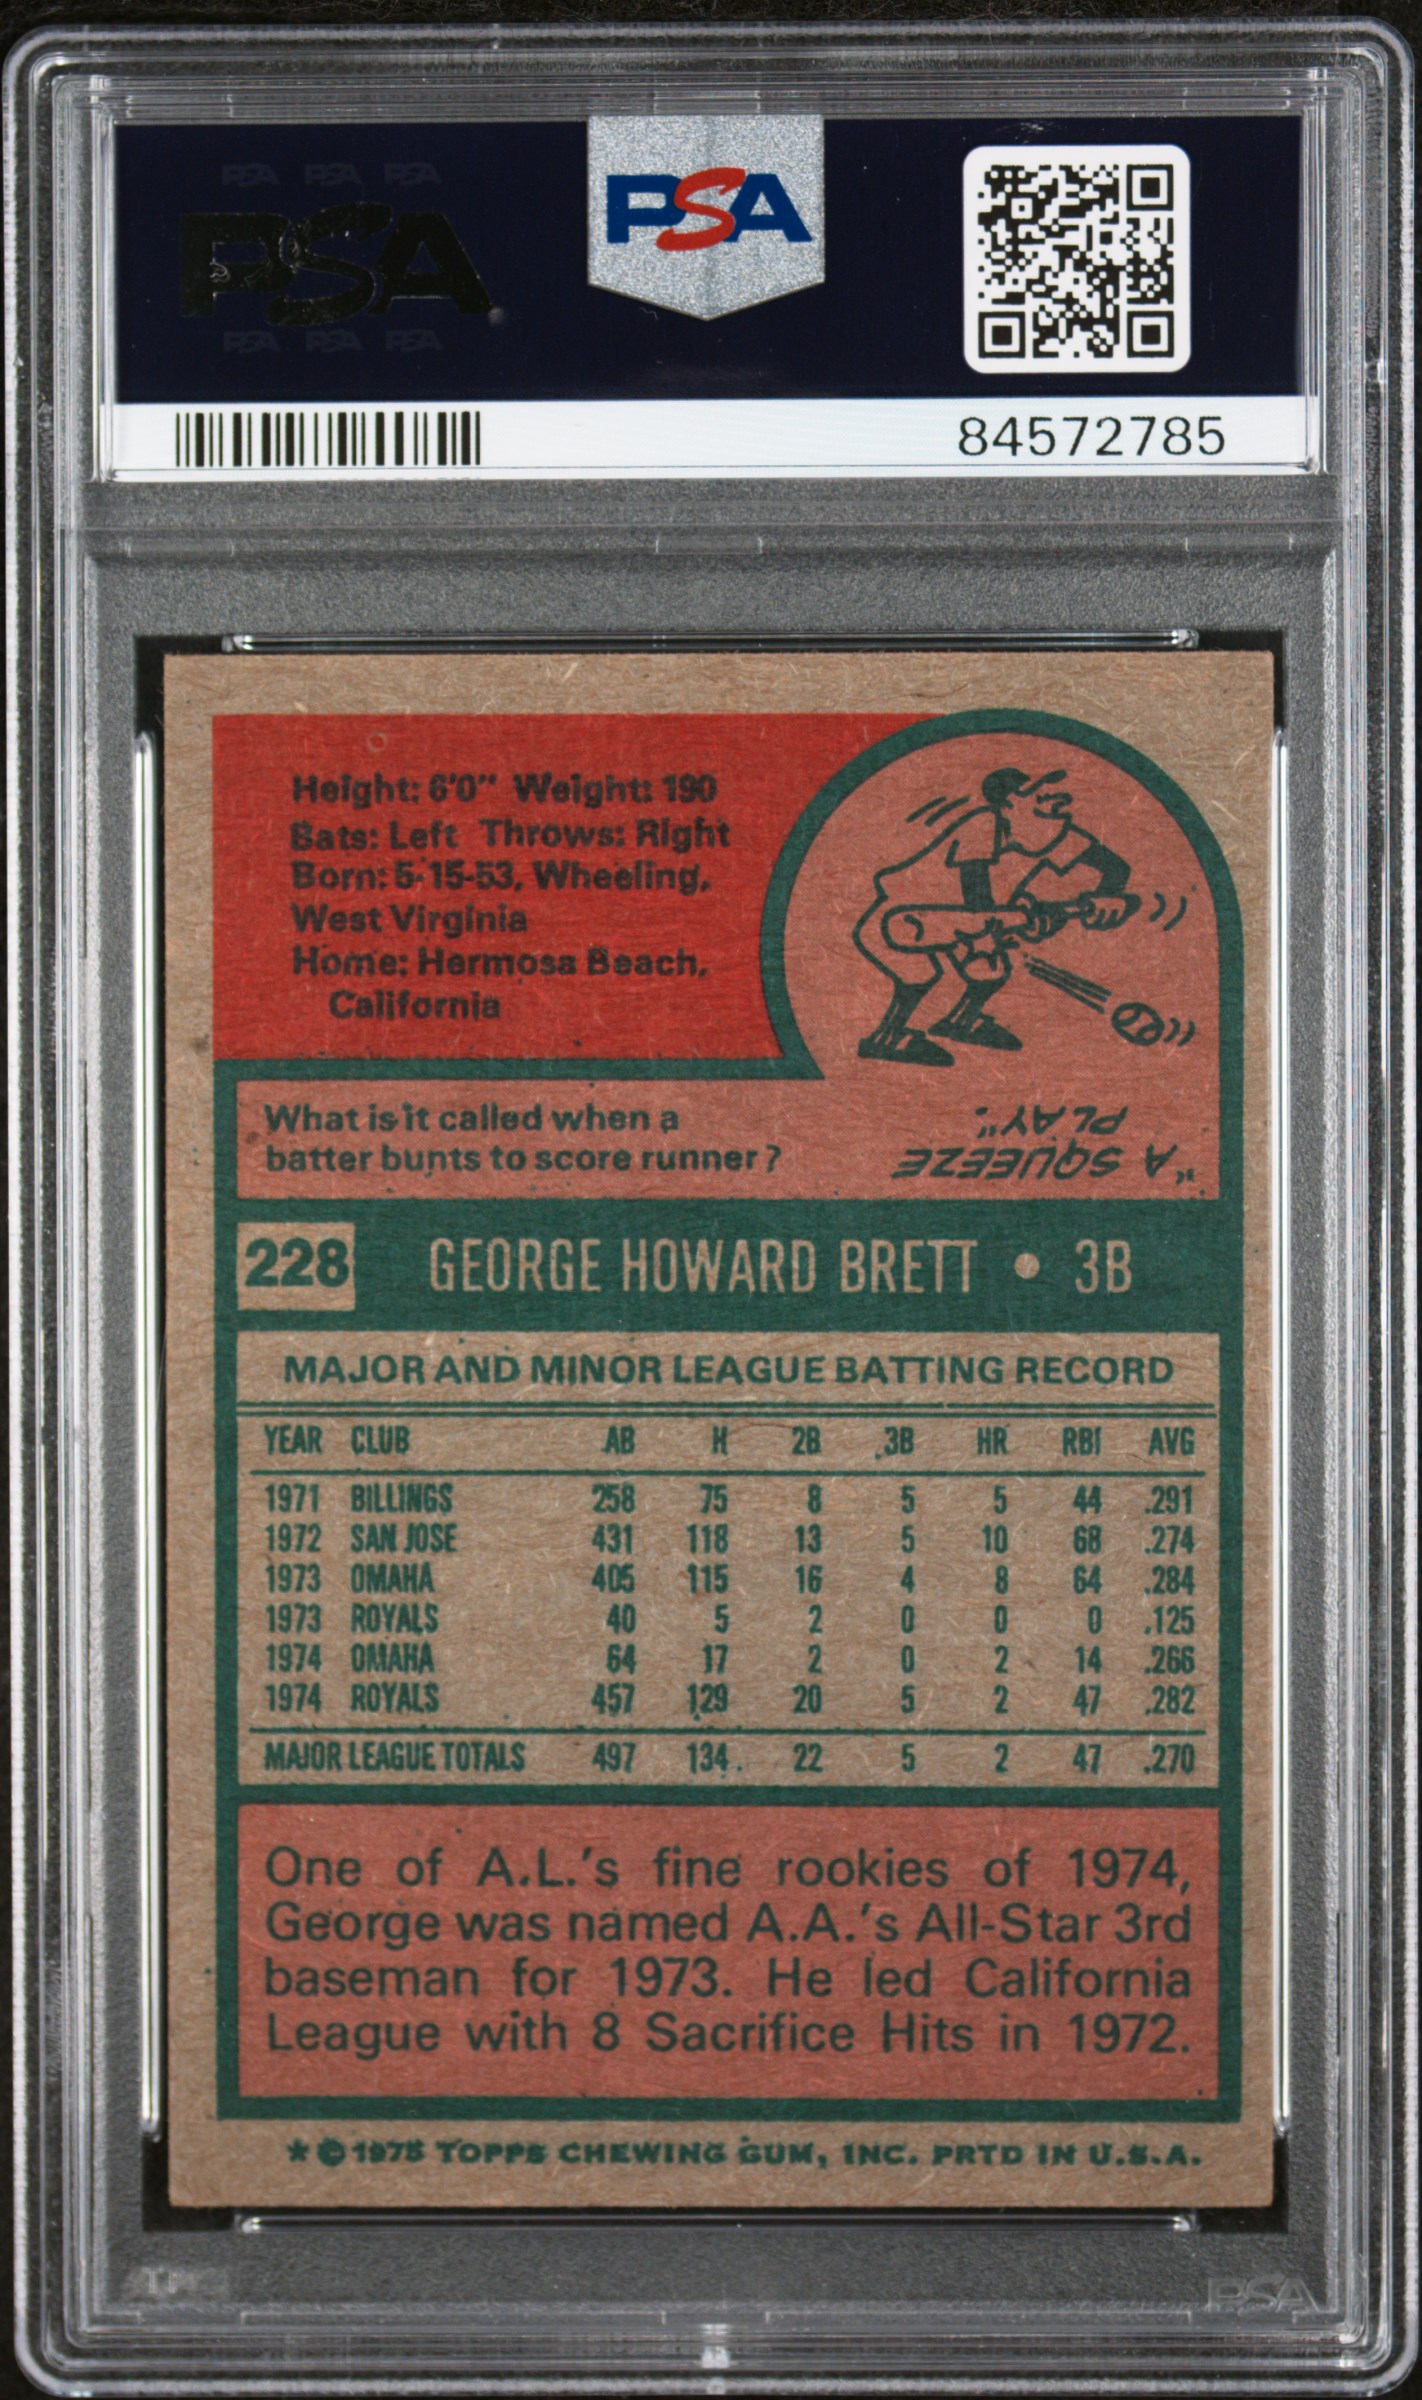 PSA PSA PSA
PSA
PSA PSA PSA
PSA
84572785
Height: 6'0" Weight: 190
Bats: Left Throws: Right
Born: 5-15-53, Wheeling,
West Virginia
Home: Hermosa Beach,
California
What is it called when a
batter bunts to score runner?
"A SQUEEZE
PLAY."
228 GEORGE HOWARD BRETT • 3B
MAJOR AND MINOR LEAGUE BATTING RECORD
YEAR CLUB AB H 2B 3B HR RBI AVG
1971 BILLINGS 258 75 8 5 5 44 .291
1972 SAN JOSE 431 118 13 5 10 68 .274
1973 OMAHA 405 115 16 4 8 64 .284
1973 ROYALS 40 5 2 0 0 0 .125
1974 OMAHA 64 17 2 0 2 14 .266
1974 ROYALS 457 129 20 5 2 47 .282
MAJOR LEAGUE TOTALS 497 134 22 5 2 47 .270
One of A.L.'s fine rookies of 1974,
George was named A.A.'s All-Star 3rd
baseman for 1973. He led California
League with 8 Sacrifice Hits in 1972.
* © 1975 TOPPS CHEWING GUM, INC. PRTD IN U.S.A.
PSA